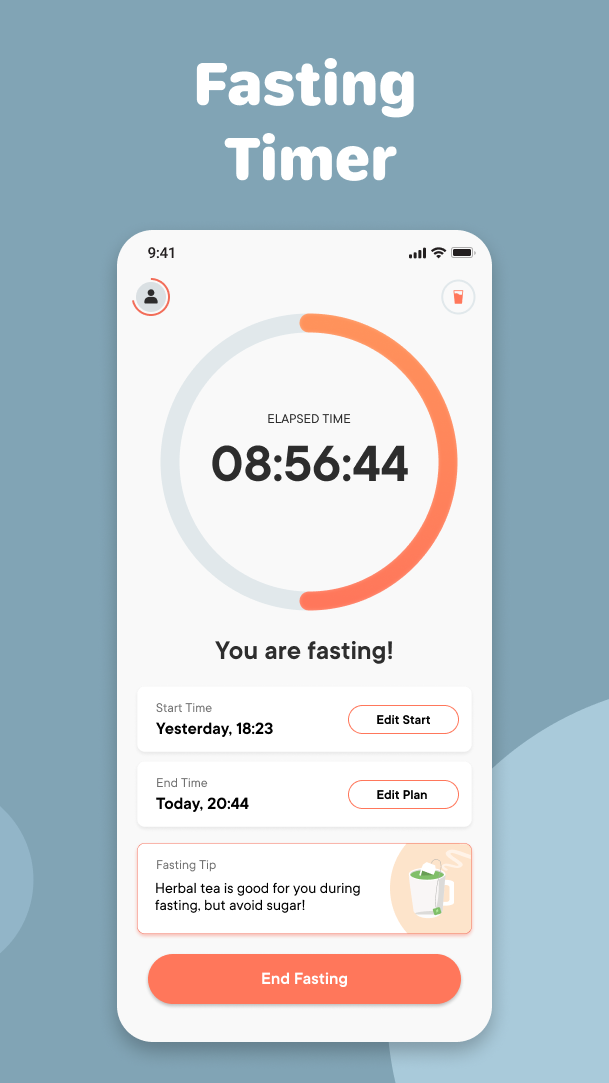 Fasting
Timer
9:41
ELAPSED TIME
08:56:44
You are fasting!
Start Time
Yesterday, 18:23
Edit Start
End Time
Today, 20:44
Edit Plan
Fasting Tip
Herbal tea is good for you during
fasting, but avoid sugar!
End Fasting